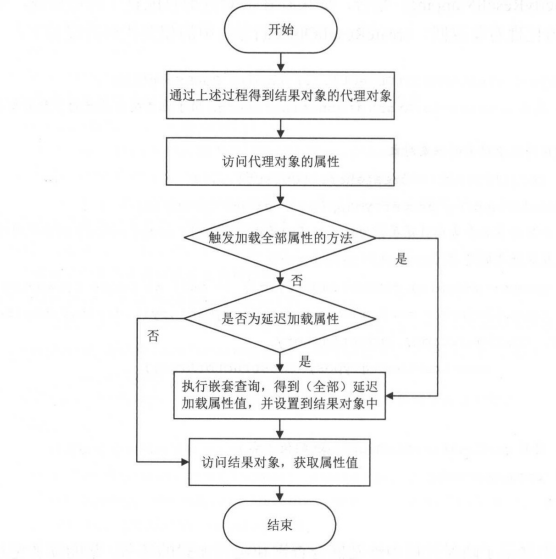 开始
通过上述过程得到结果对象的代理对象
访问代理对象的属性
触发加载全部属性的方法
是
否
是否为延迟加载属性
否
是
执行嵌套查询，得到（全部）延迟
加载属性值，并设置到结果对象中
访问结果对象，获取属性值
结束